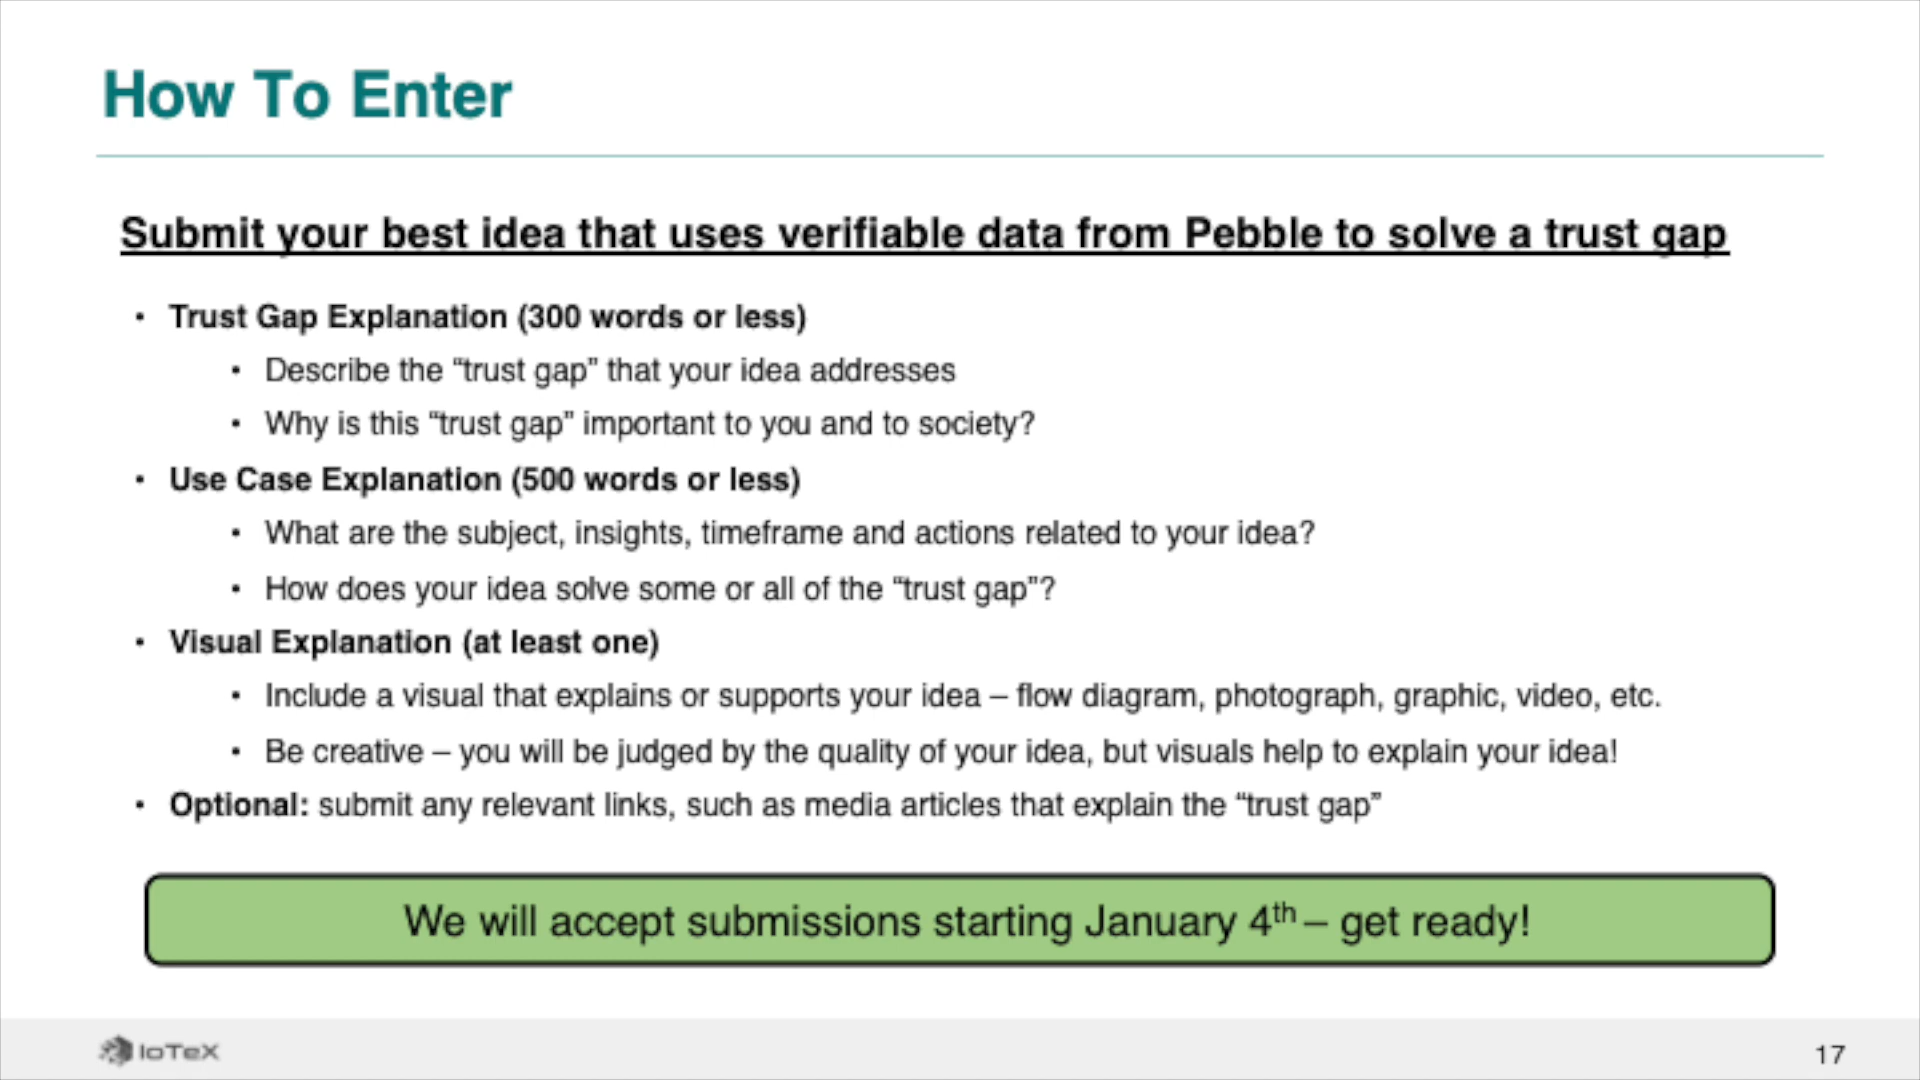 How To Enter
Submit your best idea that uses verifiable data from Pebble to solve a trust gap
• Trust Gap Explanation (300 words or less)
• Describe the “trust gap” that your idea addresses
• Why is this “trust gap” important to you and to society?
• Use Case Explanation (500 words or less)
• What are the subject, insights, timeframe and actions related to your idea?
• How does your idea solve some or all of the “trust gap”?
• Visual Explanation (at least one)
• Include a visual that explains or supports your idea – flow diagram, photograph, graphic, video, etc.
• Be creative – you will be judged by the quality of your idea, but visuals help to explain your idea!
• Optional: submit any relevant links, such as media articles that explain the “trust gap”
We will accept submissions starting January 4th – get ready!
IoTeX
17